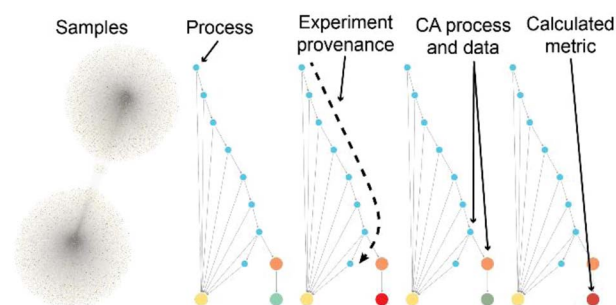 Samples
Process
Experiment
provenance
CA process
and data
Calculated
metric